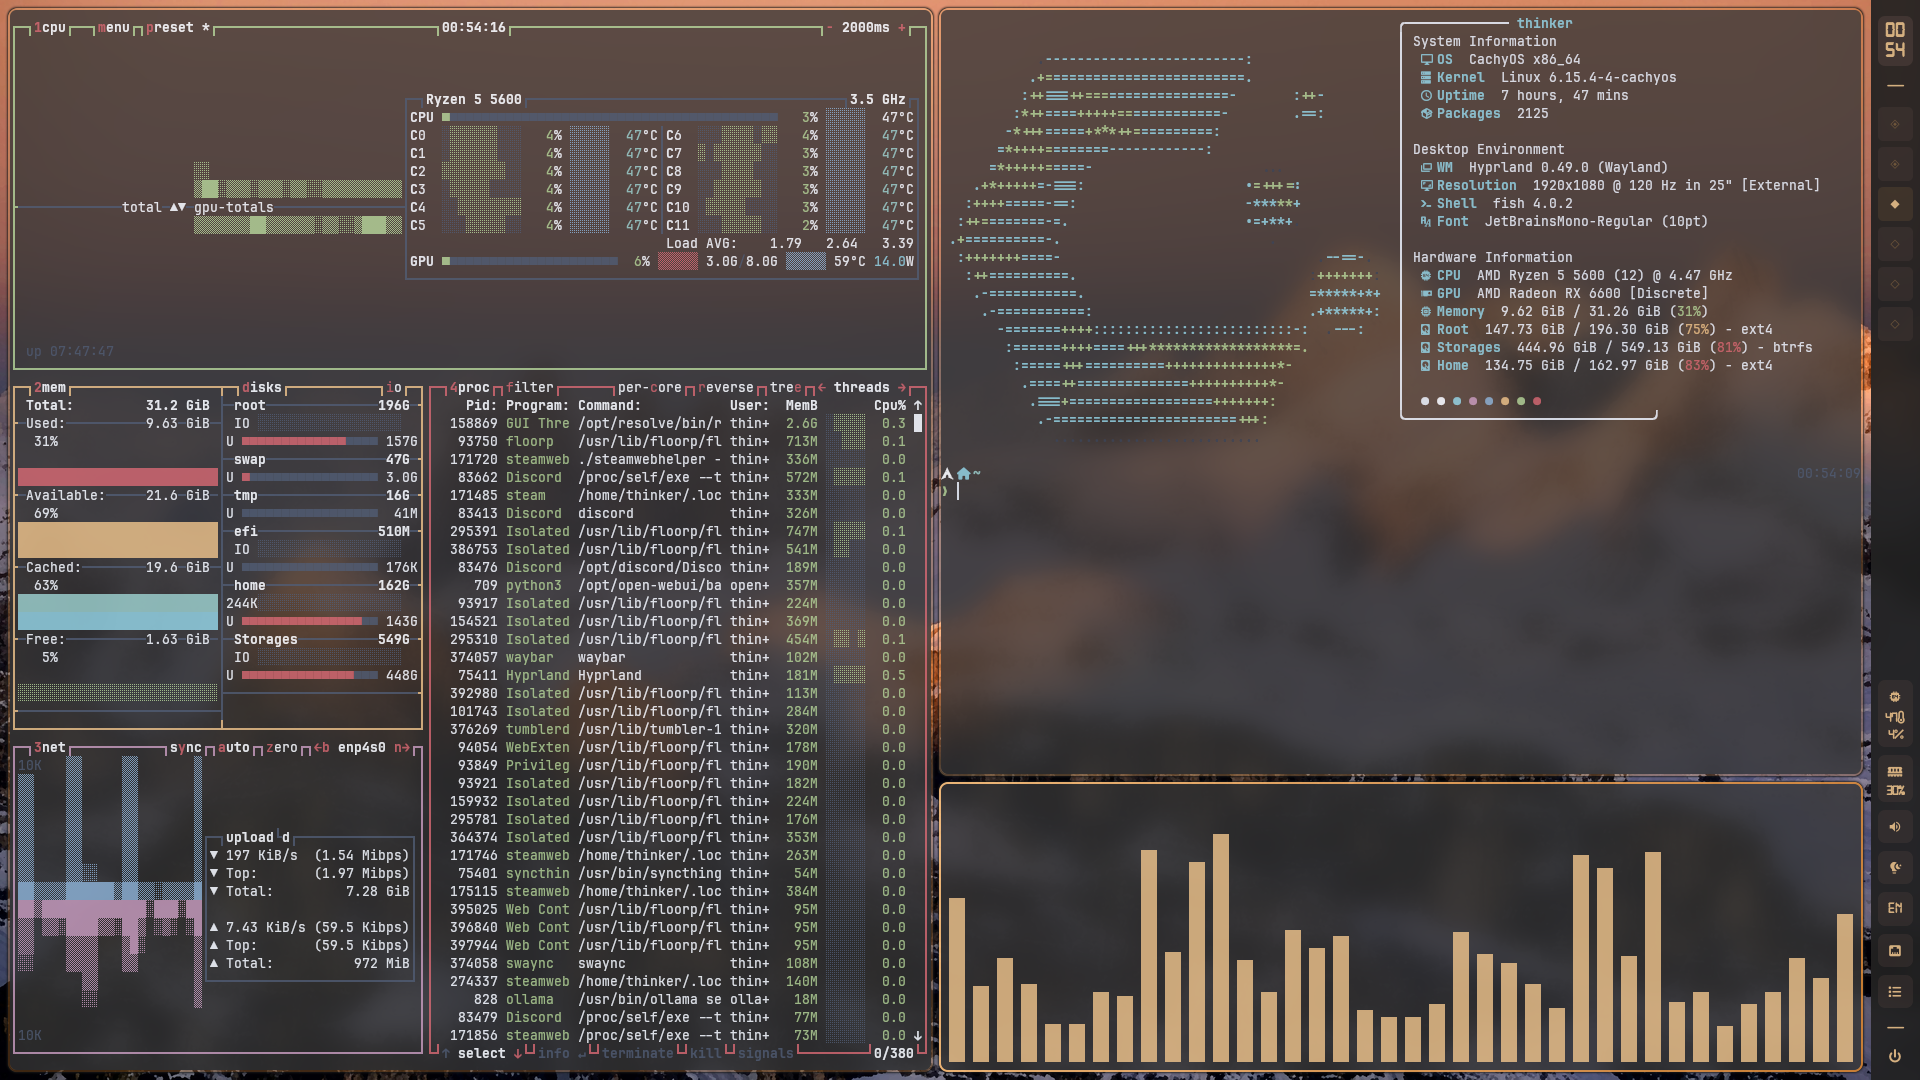 1cpu menu preset * 00:54:16 - 2000ms +
Ryzen 5 5600 3.5 GHz
CPU 3% 47°C
C0 4% 47°C C6 4% 47°C
C1 4% 47°C C7 3% 47°C
C2 4% 47°C C8 3% 47°C
C3 4% 47°C C9 3% 47°C
total ▲▼ gpu-totals
C4 4% 47°C C10 3% 47°C
C5 4% 47°C C11 2% 47°C
Load AVG: 1.79 2.64 3.39
GPU 6% 3.0G/8.0G 59°C 14.0W
up 07:47:47
2mem disks io
Total: 31.2 GiB
Used: 9.63 GiB
31%
Available: 21.6 GiB
69%
Cached: 19.6 GiB
63%
Free: 1.63 GiB
5%
root 196G
IO
U 157G
swap 47G
U 3.0G
tmp 16G
U 41M
efi 510M
IO
U 176K
home 162G
244K
U 143G
Storages 549G
IO
U 448G
3net sync auto zero <b enp4s0 n>
10K
upload d
▼ 197 KiB/s (1.54 Mibps)
▼ Top: (1.97 Mibps)
▼ Total: 7.28 GiB
▲ 7.43 KiB/s (59.5 Kibps)
▲ Top: (59.5 Kibps)
▲ Total: 972 MiB
10K
4proc filter per-core reverse tree ← threads →
Pid: Program: Command: User: MemB Cpu% ↑
158869 GUI Thre /opt/resolve/bin/r thin+ 2.6G 0.3
93750 floorp /usr/lib/floorp/fl thin+ 713M 0.1
171720 steamweb ./steamwebhelper - thin+ 336M 0.0
83662 Discord /proc/self/exe --t thin+ 572M 0.1
171485 steam /home/thinker/.loc thin+ 333M 0.0
83413 Discord discord thin+ 326M 0.0
295391 Isolated /usr/lib/floorp/fl thin+ 747M 0.1
386753 Isolated /usr/lib/floorp/fl thin+ 541M 0.0
83476 Discord /opt/discord/Disco thin+ 189M 0.0
709 python3 /opt/open-webui/ba open+ 357M 0.0
93917 Isolated /usr/lib/floorp/fl thin+ 224M 0.0
154521 Isolated /usr/lib/floorp/fl thin+ 369M 0.0
295310 Isolated /usr/lib/floorp/fl thin+ 454M 0.1
374057 waybar waybar thin+ 102M 0.0
75411 Hyprland Hyprland thin+ 181M 0.5
392980 Isolated /usr/lib/floorp/fl thin+ 113M 0.0
101743 Isolated /usr/lib/floorp/fl thin+ 284M 0.0
376269 tumblerd /usr/lib/tumbler-1 thin+ 320M 0.0
94054 WebExten /usr/lib/floorp/fl thin+ 178M 0.0
93849 Privileg /usr/lib/floorp/fl thin+ 190M 0.0
93921 Isolated /usr/lib/floorp/fl thin+ 182M 0.0
159932 Isolated /usr/lib/floorp/fl thin+ 224M 0.0
295781 Isolated /usr/lib/floorp/fl thin+ 176M 0.0
364374 Isolated /usr/lib/floorp/fl thin+ 353M 0.0
171746 steamweb /home/thinker/.loc thin+ 263M 0.0
75401 syncthin /usr/bin/syncthing thin+ 54M 0.0
175115 steamweb /home/thinker/.loc thin+ 384M 0.0
395025 Web Cont /usr/lib/floorp/fl thin+ 95M 0.0
396840 Web Cont /usr/lib/floorp/fl thin+ 95M 0.0
397944 Web Cont /usr/lib/floorp/fl thin+ 95M 0.0
374058 swaync swaync thin+ 108M 0.0
274337 steamweb /home/thinker/.loc thin+ 140M 0.0
828 ollama /usr/bin/ollama se olla+ 18M 0.0
83479 Discord /proc/self/exe --t thin+ 77M 0.0
171856 steamweb /proc/self/exe --t thin+ 73M 0.0 ↓
↑ select ↓ info ↵ terminate kill signals 0/380
thinker
System Information
OS CachyOS x86_64
Kernel Linux 6.15.4-4-cachyos
Uptime 7 hours, 47 mins
Packages 2125
Desktop Environment
WM Hyprland 0.49.0 (Wayland)
Resolution 1920x1080 @ 120 Hz in 25" [External]
Shell fish 4.0.2
Font JetBrainsMono-Regular (10pt)
Hardware Information
CPU AMD Ryzen 5 5600 (12) @ 4.47 GHz
GPU AMD Radeon RX 6600 [Discrete]
Memory 9.62 GiB / 31.26 GiB (31%)
Root 147.73 GiB / 196.30 GiB (75%) - ext4
Storages 444.96 GiB / 549.13 GiB (81%) - btrfs
Home 134.75 GiB / 162.97 GiB (83%) - ext4
~ 00:54:09
❯
00
54
47
4%
30%
EN